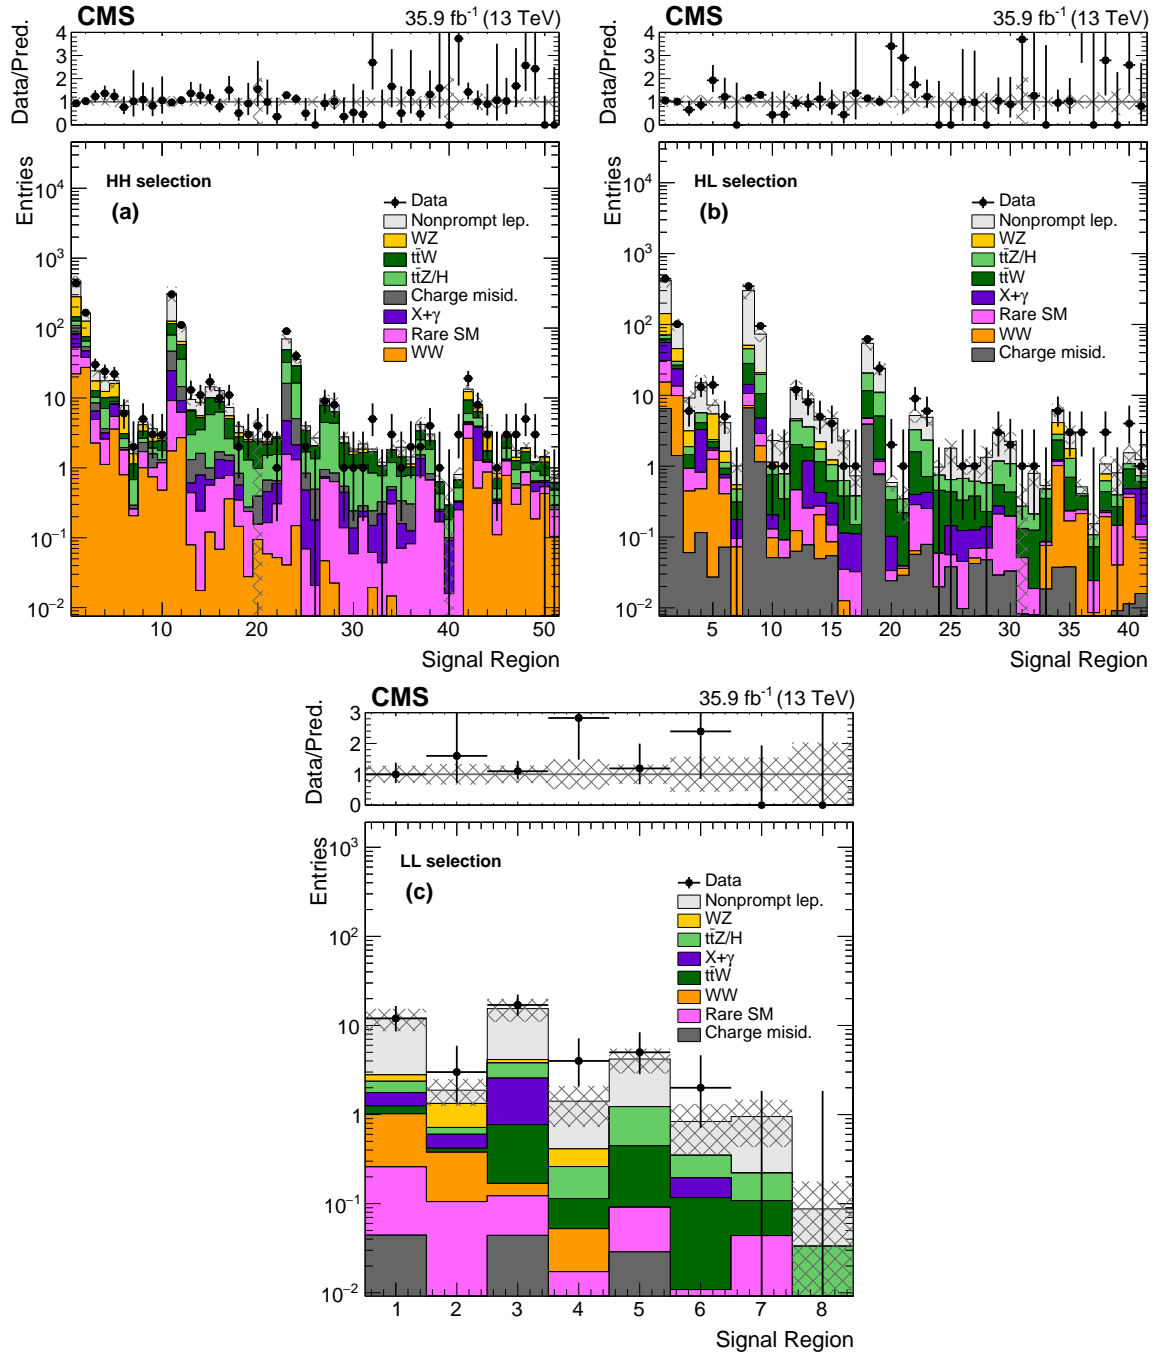 CMS 35.9 fb⁻¹ (13 TeV)
Data/Pred.
4
3
2
1
0
Entries
HH selection
(a)
Data
Nonprompt lep.
WZ
tt̄W
tt̄Z/H
Charge misid.
X+γ
Rare SM
WW
10⁴
10³
10²
10
1
10⁻¹
10⁻²
10 20 30 40 50
Signal Region
CMS 35.9 fb⁻¹ (13 TeV)
Data/Pred.
4
3
2
1
0
Entries
HL selection
(b)
Data
Nonprompt lep.
WZ
tt̄Z/H
tt̄W
X+γ
Rare SM
WW
Charge misid.
10⁴
10³
10²
10
1
10⁻¹
10⁻²
5 10 15 20 25 30 35 40
Signal Region
CMS 35.9 fb⁻¹ (13 TeV)
Data/Pred.
3
2
1
0
Entries
LL selection
(c)
Data
Nonprompt lep.
WZ
tt̄Z/H
X+γ
tt̄W
WW
Rare SM
Charge misid.
10³
10²
10
1
10⁻¹
10⁻²
1 2 3 4 5 6 7 8
Signal Region